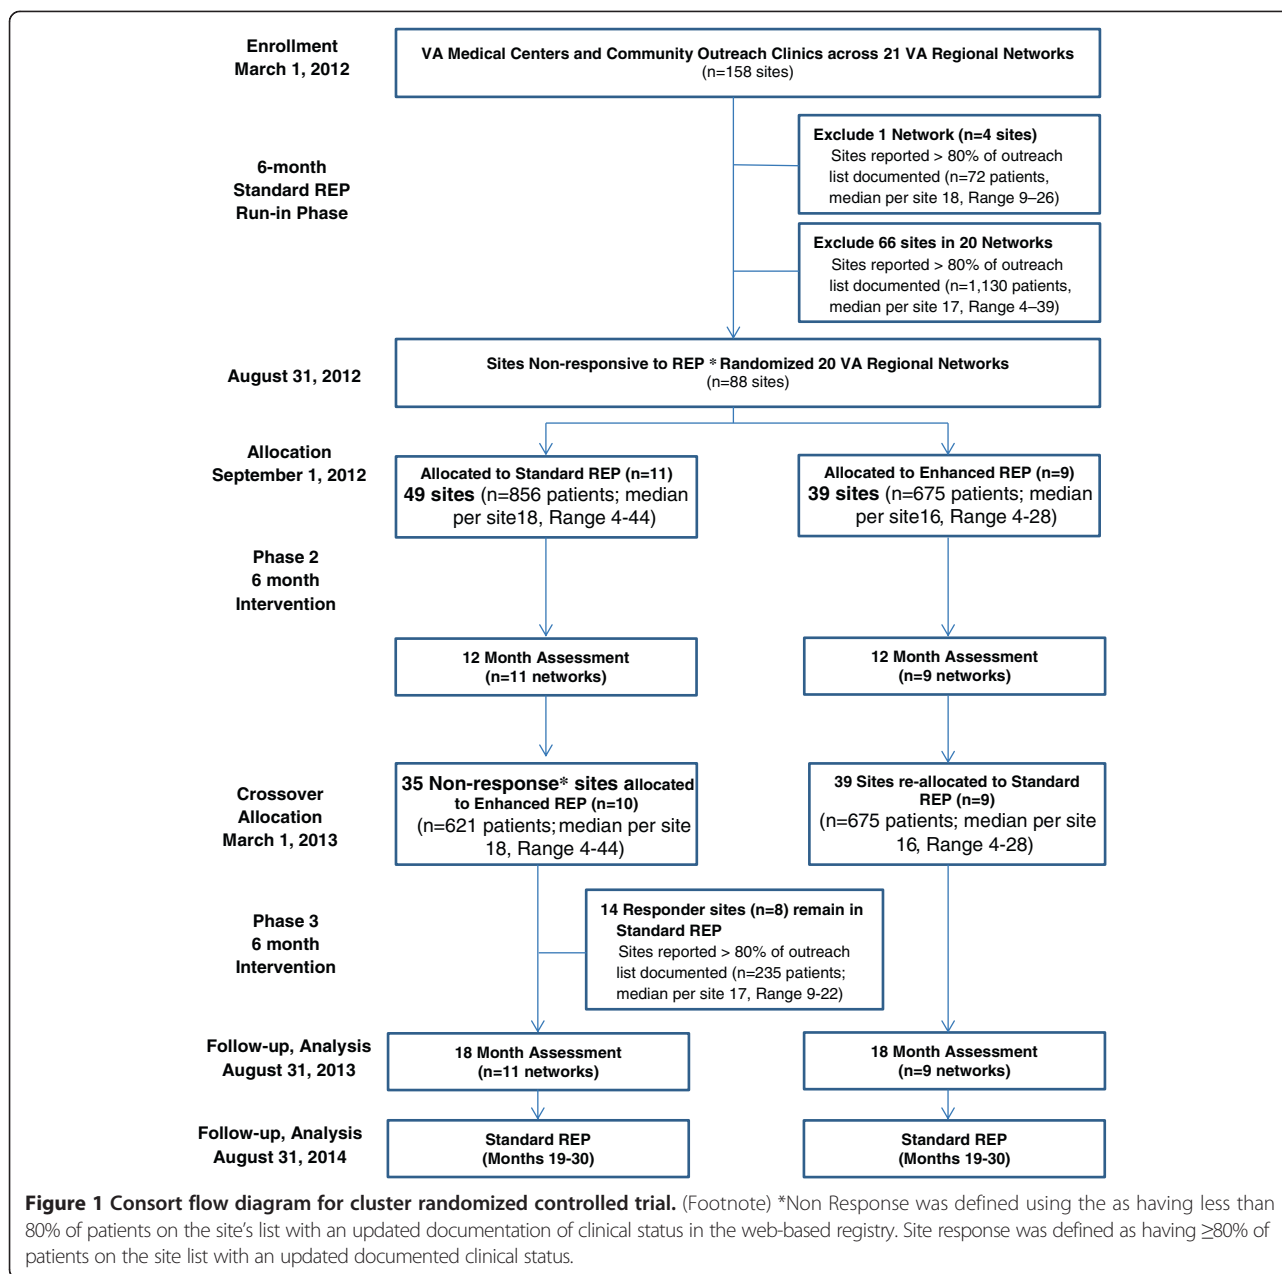 Enrollment
March 1, 2012
VA Medical Centers and Community Outreach Clinics across 21 VA Regional Networks
(n=158 sites)
6-month
Standard REP
Run-in Phase
Exclude 1 Network (n=4 sites)
Sites reported > 80% of outreach
list documented (n=72 patients,
median per site 18, Range 9–26)
Exclude 66 sites in 20 Networks
Sites reported > 80% of outreach
list documented (n=1,130 patients,
median per site 17, Range 4–39)
August 31, 2012
Sites Non-responsive to REP * Randomized 20 VA Regional Networks
(n=88 sites)
Allocation
September 1, 2012
Allocated to Standard REP (n=11)
49 sites (n=856 patients; median
per site18, Range 4-44)
Allocated to Enhanced REP (n=9)
39 sites (n=675 patients; median
per site16, Range 4-28)
Phase 2
6 month
Intervention
12 Month Assessment
(n=11 networks)
12 Month Assessment
(n=9 networks)
Crossover
Allocation
March 1, 2013
35 Non-response* sites allocated
to Enhanced REP (n=10)
(n=621 patients; median per site
18, Range 4-44)
39 Sites re-allocated to Standard
REP (n=9)
(n=675 patients; median per site
16, Range 4-28)
Phase 3
6 month
Intervention
14 Responder sites (n=8) remain in
Standard REP
Sites reported > 80% of outreach
list documented (n=235 patients;
median per site 17, Range 9-22)
Follow-up, Analysis
August 31, 2013
18 Month Assessment
(n=11 networks)
18 Month Assessment
(n=9 networks)
Follow-up, Analysis
August 31, 2014
Standard REP
(Months 19-30)
Standard REP
(Months 19-30)
Figure 1 Consort flow diagram for cluster randomized controlled trial. (Footnote) *Non Response was defined using the as having less than
80% of patients on the site's list with an updated documentation of clinical status in the web-based registry. Site response was defined as having ≥80% of
patients on the site list with an updated documented clinical status.